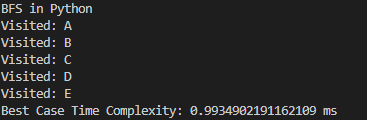 BFS in Python
Visited: A
Visited: B
Visited: C
Visited: D
Visited: E
Best Case Time Complexity: 0.9934902191162109 ms